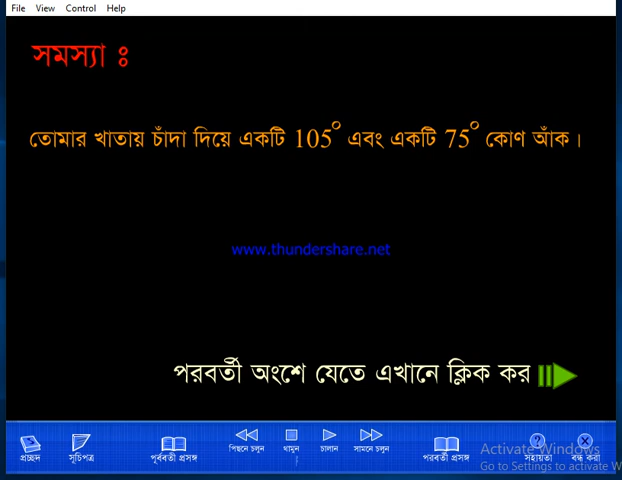 File View Control Help
সমস্যা ঃ
তোমার খাতায় চাঁদা দিয়ে একটি 105° এবং একটি 75° কোণ আঁক।
www.thundershare.net
পরবর্তী অংশে যেতে এখানে ক্লিক কর
প্রচ্ছদ সূচিপত্র পূর্ববর্তী প্রসঙ্গ পিছনে চলুন থামুন চালান সামনে চলুন পরবর্তী প্রসঙ্গ সহায়তা বন্ধ করা
Activate Windows
Go to Settings to activate W